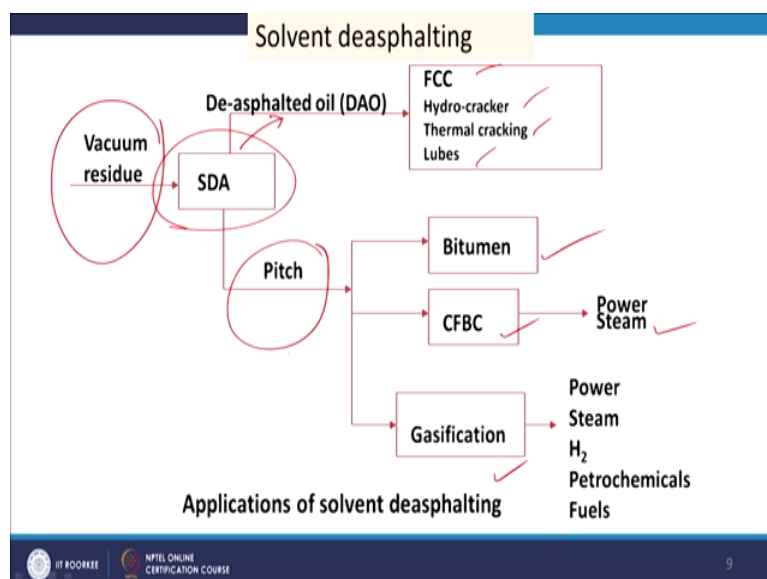 Solvent deasphalting
De-asphalted oil (DAO)
FCC
Hydro-cracker
Thermal cracking
Lubes
Vacuum
residue
SDA
Pitch
Bitumen
CFBC
Power
Steam
Gasification
Power
Steam
H₂
Petrochemicals
Fuels
Applications of solvent deasphalting
IIT ROORKEE
NPTEL ONLINE
CERTIFICATION COURSE
9